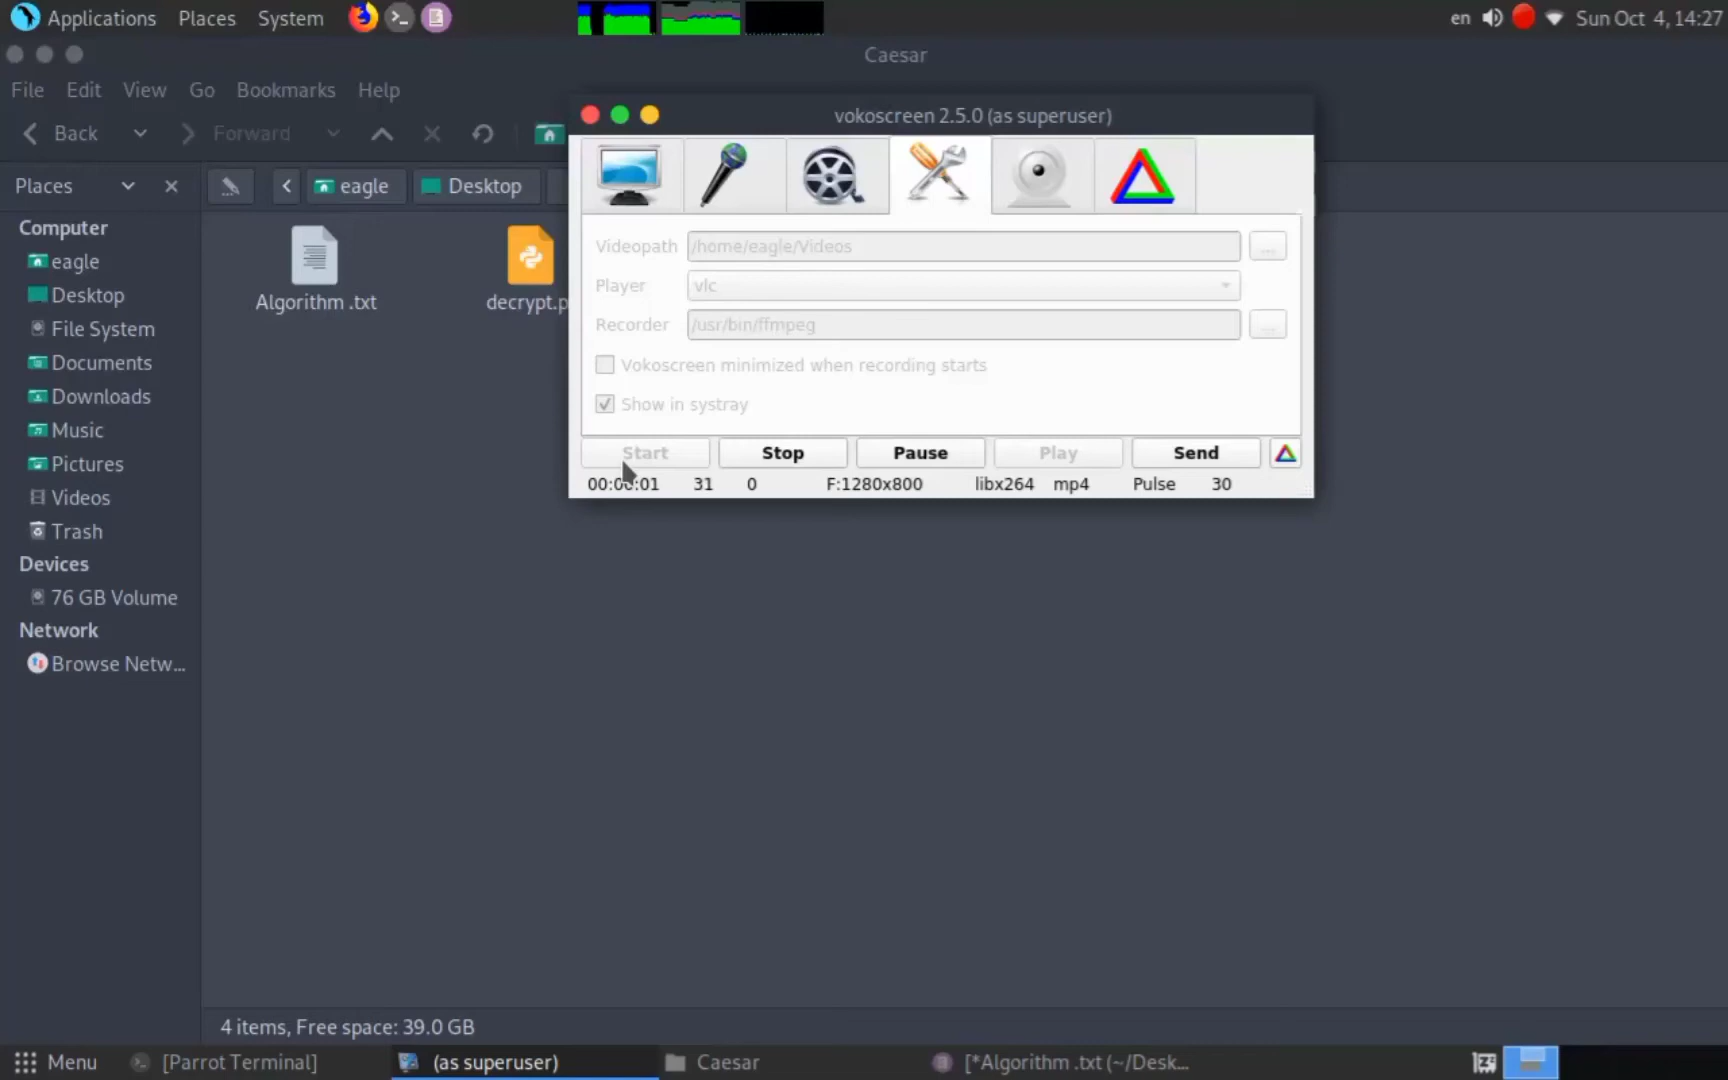 Applications Places System en Sun Oct 4, 14:27
Caesar
File Edit View Go Bookmarks Help
Back Forward
Places
eagle Desktop
Computer
eagle
Desktop
File System
Documents
Downloads
Music
Pictures
Videos
Trash
Devices
76 GB Volume
Network
Browse Netw...
Algorithm .txt
decrypt.p
vokoscreen 2.5.0 (as superuser)
Videopath /home/eagle/Videos ...
Player vlc
Recorder /usr/bin/ffmpeg ...
Vokoscreen minimized when recording starts
Show in systray
Start Stop Pause Play Send
00:00:01 31 0 F:1280x800 libx264 mp4 Pulse 30
4 items, Free space: 39.0 GB
Menu [Parrot Terminal] (as superuser) Caesar [*Algorithm .txt (~/Desk...